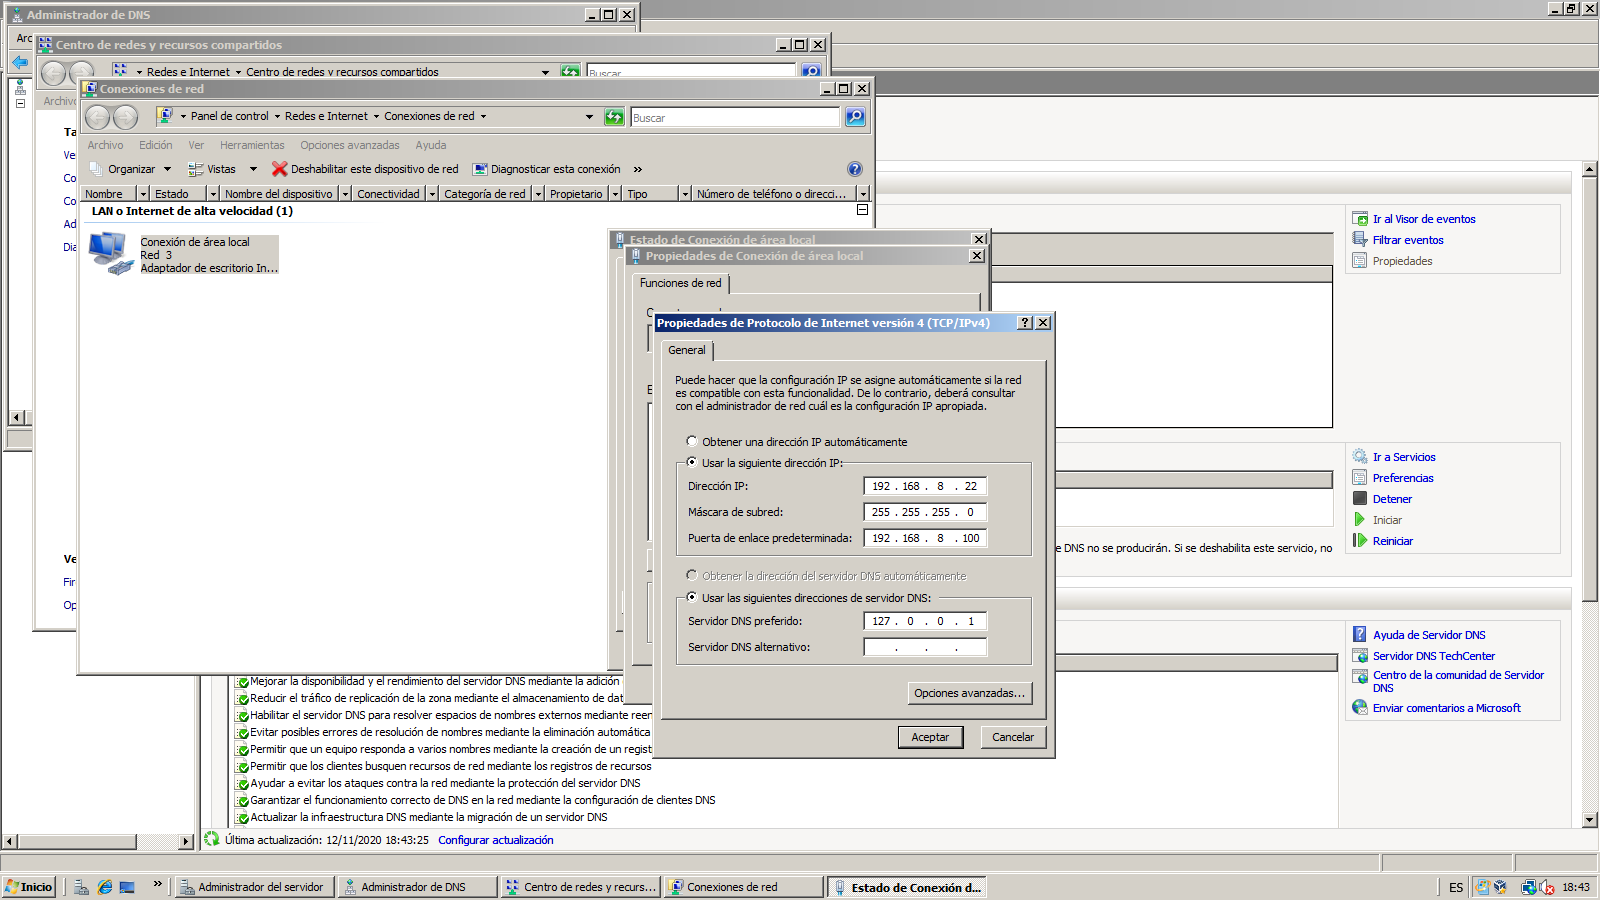 Administrador de DNS
Arc
Centro de redes y recursos compartidos
Redes e Internet
Centro de redes y recursos compartidos
Buscar
Archivo
Conexiones de red
Panel de control
Redes e Internet
Conexiones de red
Buscar
Archivo Edición Ver Herramientas Opciones avanzadas Ayuda
Organizar Vistas Deshabilitar este dispositivo de red Diagnosticar esta conexión »
Nombre Estado Nombre del dispositivo Conectividad Categoría de red Propietario Tipo Número de teléfono o direcci...
LAN o Internet de alta velocidad (1)
Conexión de área local
Red 3
Adaptador de escritorio In...
Ta
Ve
Co
Co
Ad
Dia
Ve
Fir
Op
Estado de Conexión de área local
Propiedades de Conexión de área local
Funciones de red
Propiedades de Protocolo de Internet versión 4 (TCP/IPv4)
General
Puede hacer que la configuración IP se asigne automáticamente si la red
es compatible con esta funcionalidad. De lo contrario, deberá consultar
con el administrador de red cuál es la configuración IP apropiada.
Obtener una dirección IP automáticamente
Usar la siguiente dirección IP:
Dirección IP: 192 . 168 . 8 . 22
Máscara de subred: 255 . 255 . 255 . 0
Puerta de enlace predeterminada: 192 . 168 . 8 . 100
Obtener la dirección del servidor DNS automáticamente
Usar las siguientes direcciones de servidor DNS:
Servidor DNS preferido: 127 . 0 . 0 . 1
Servidor DNS alternativo: . . .
Opciones avanzadas...
Aceptar Cancelar
Ir al Visor de eventos
Filtrar eventos
Propiedades
Ir a Servicios
Preferencias
Detener
Iniciar
Reiniciar
e DNS no se producirán. Si se deshabilita este servicio, no
Ayuda de Servidor DNS
Servidor DNS TechCenter
Centro de la comunidad de Servidor
DNS
Enviar comentarios a Microsoft
Mejorar la disponibilidad y el rendimiento del servidor DNS mediante la adición
Reducir el tráfico de replicación de la zona mediante el almacenamiento de dat
Habilitar el servidor DNS para resolver espacios de nombres externos mediante reen
Evitar posibles errores de resolución de nombres mediante la eliminación automática
Permitir que un equipo responda a varios nombres mediante la creación de un regist
Permitir que los clientes busquen recursos de red mediante los registros de recursos
Ayudar a evitar los ataques contra la red mediante la protección del servidor DNS
Garantizar el funcionamiento correcto de DNS en la red mediante la configuración de clientes DNS
Actualizar la infraestructura DNS mediante la migración de un servidor DNS
Última actualización: 12/11/2020 18:43:25 Configurar actualización
Inicio » Administrador del servidor Administrador de DNS Centro de redes y recurs... Conexiones de red Estado de Conexión d... ES 18:43